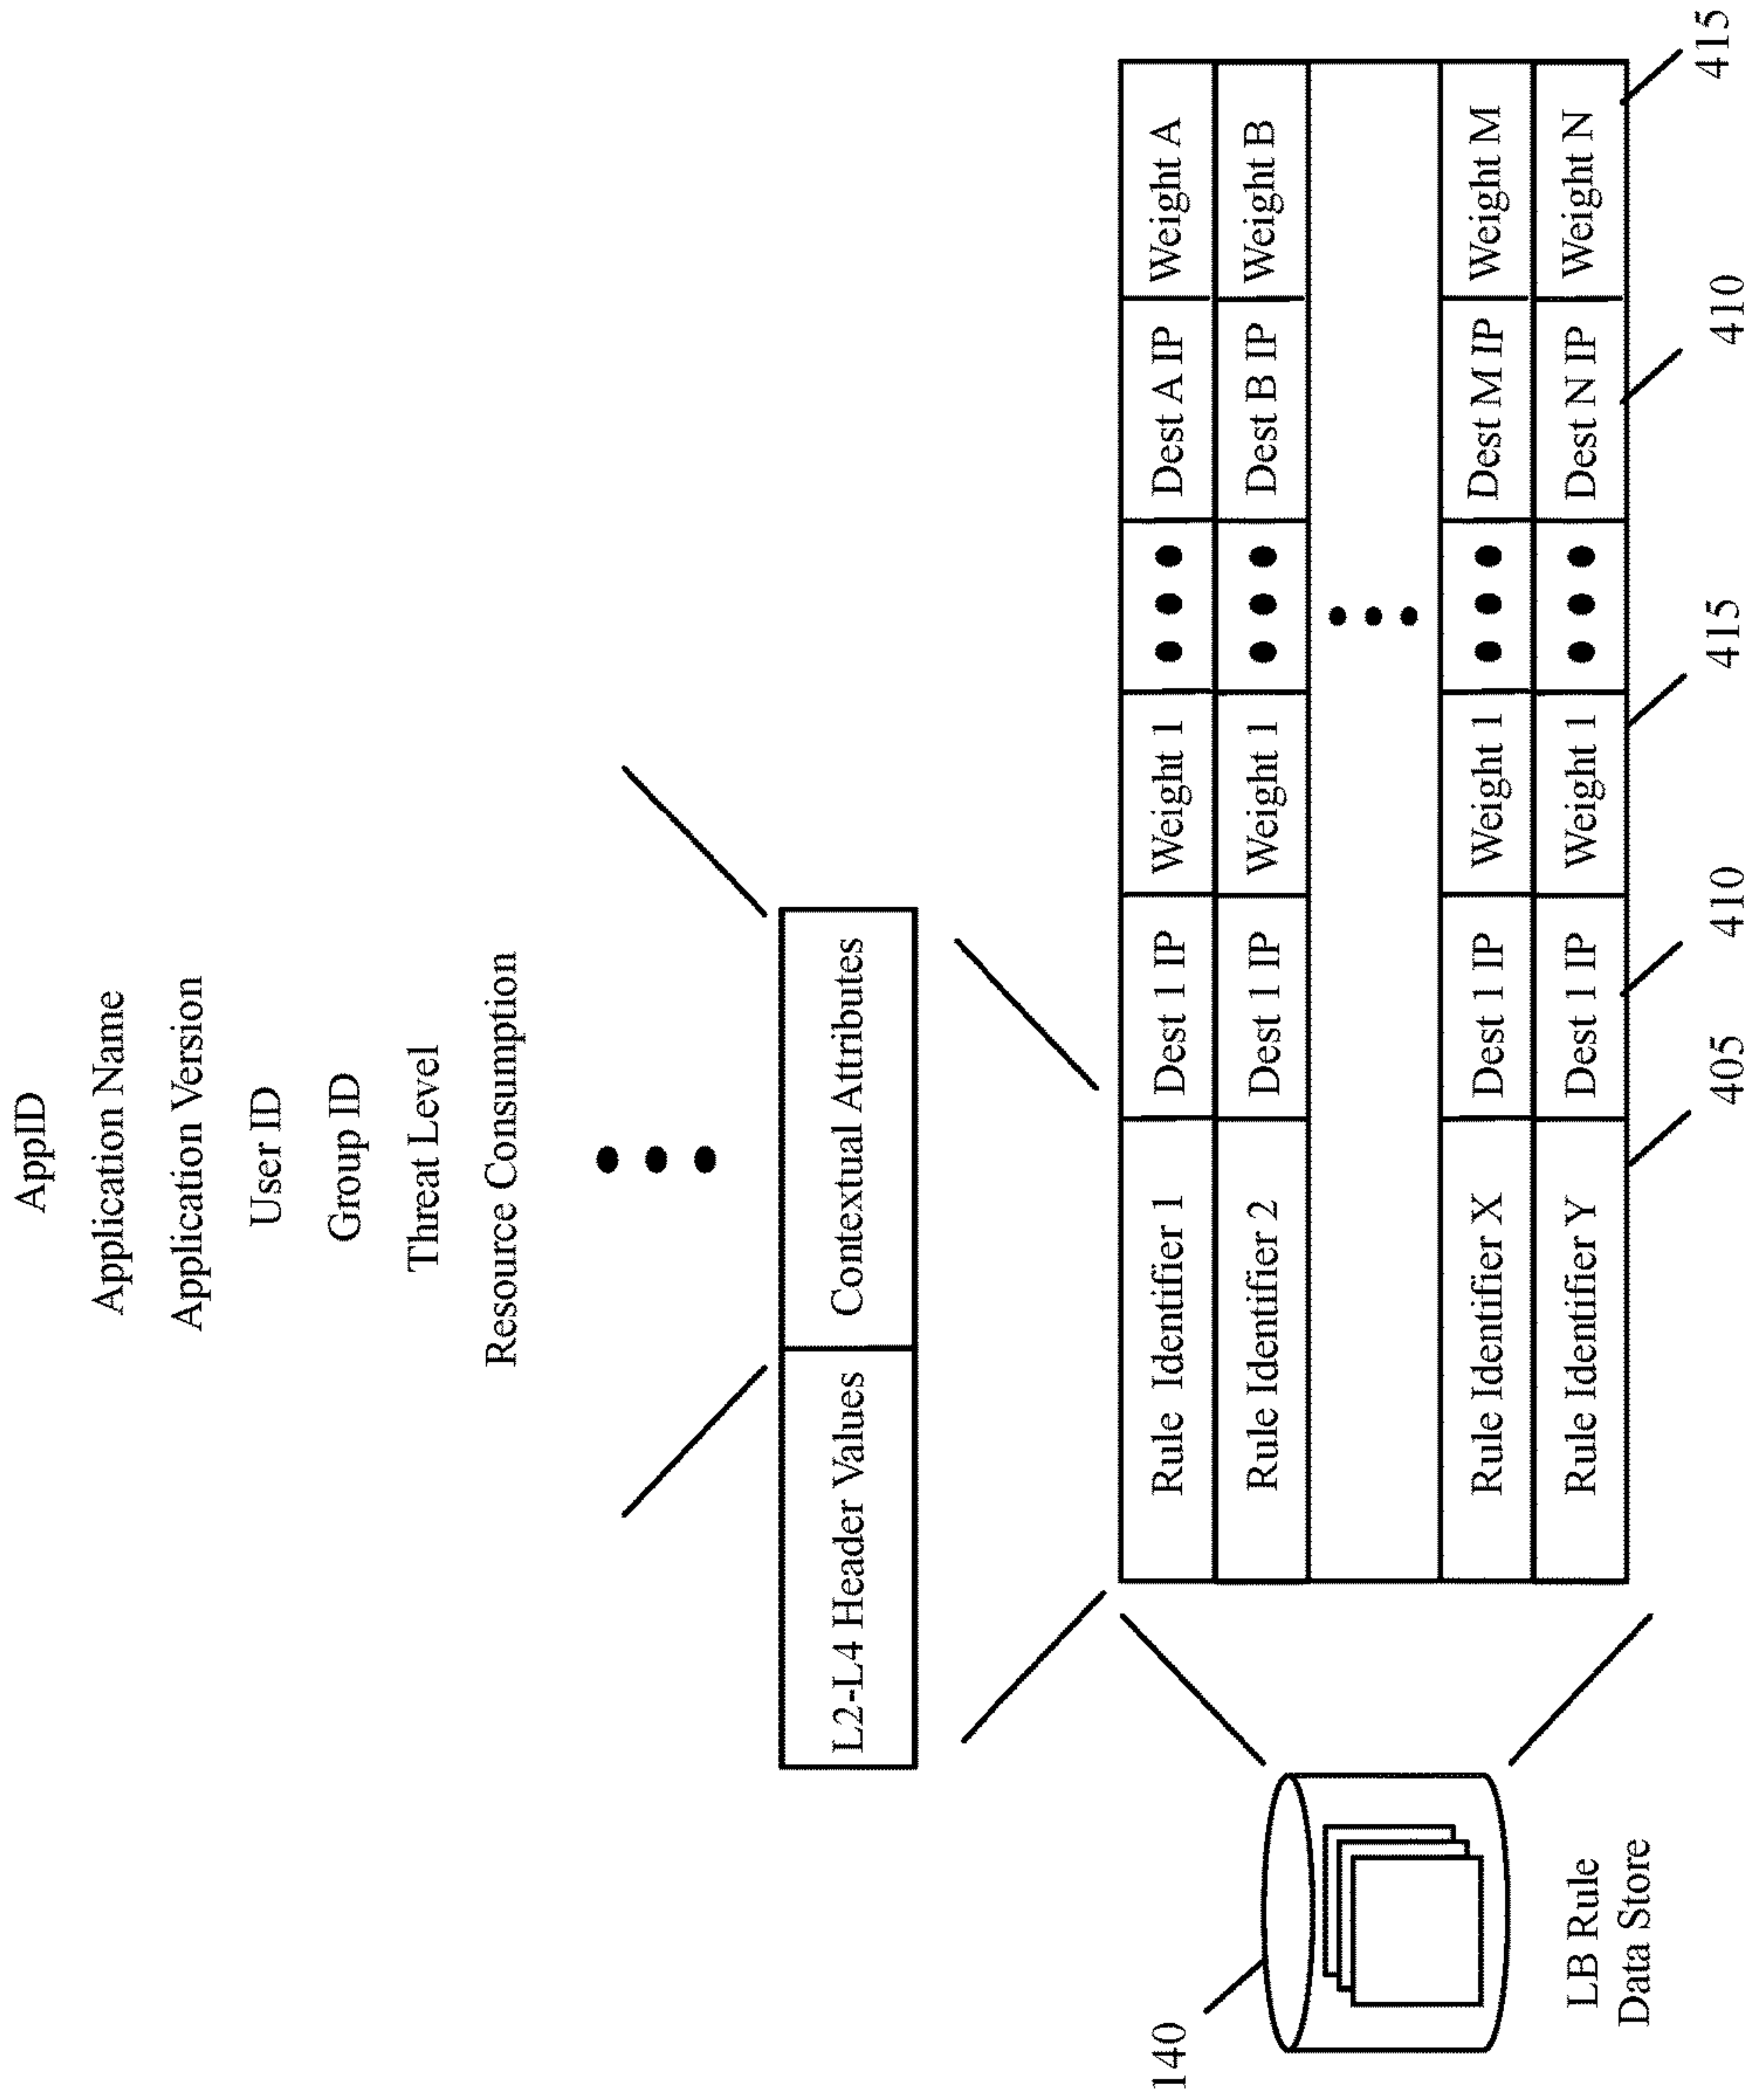 AppID
Application Name
Application Version
User ID
Group ID
Threat Level
Resource Consumption
L2-L4 Header Values Contextual Attributes
Rule Identifier 1 Dest 1 IP Weight 1 Dest A IP Weight A
Rule Identifier 2 Dest 1 IP Weight 1 Dest B IP Weight B
Rule Identifier X Dest 1 IP Weight 1 Dest M IP Weight M
Rule Identifier Y Dest 1 IP Weight 1 Dest N IP Weight N
405 410 415 410 415
140
LB Rule
Data Store